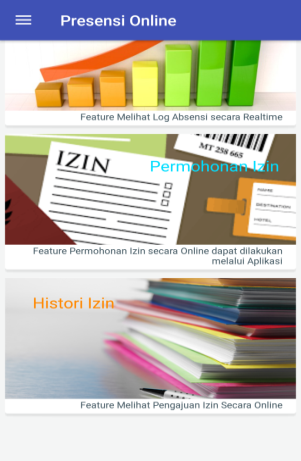 Presensi Online
Feature Melihat Log Absensi secara Realtime
IZIN
MT 258 665
Permohonan Izin
NAME
DESTINATION
HOTEL
Feature Permohonan Izin secara Online dapat dilakukan
melalui Aplikasi
Histori Izin
Feature Melihat Pengajuan Izin Secara Online